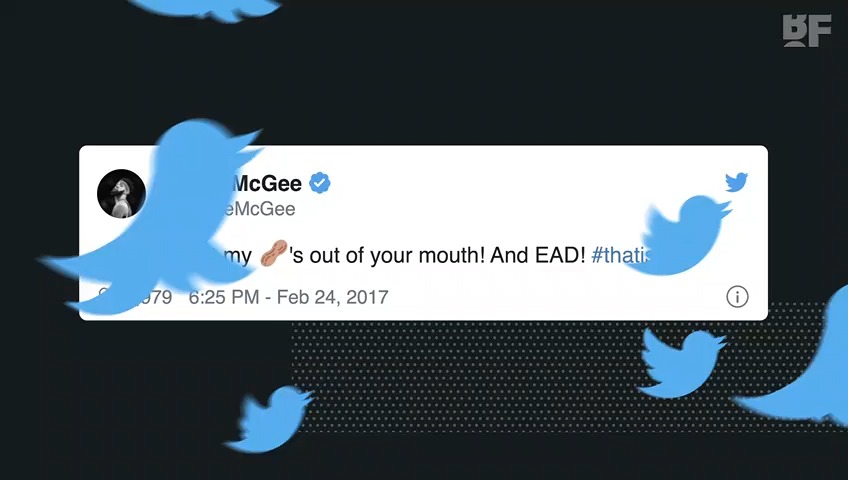 BF
McGee
eMcGee
my 🥜's out of your mouth! And EAD! #thatis
979 6:25 PM - Feb 24, 2017